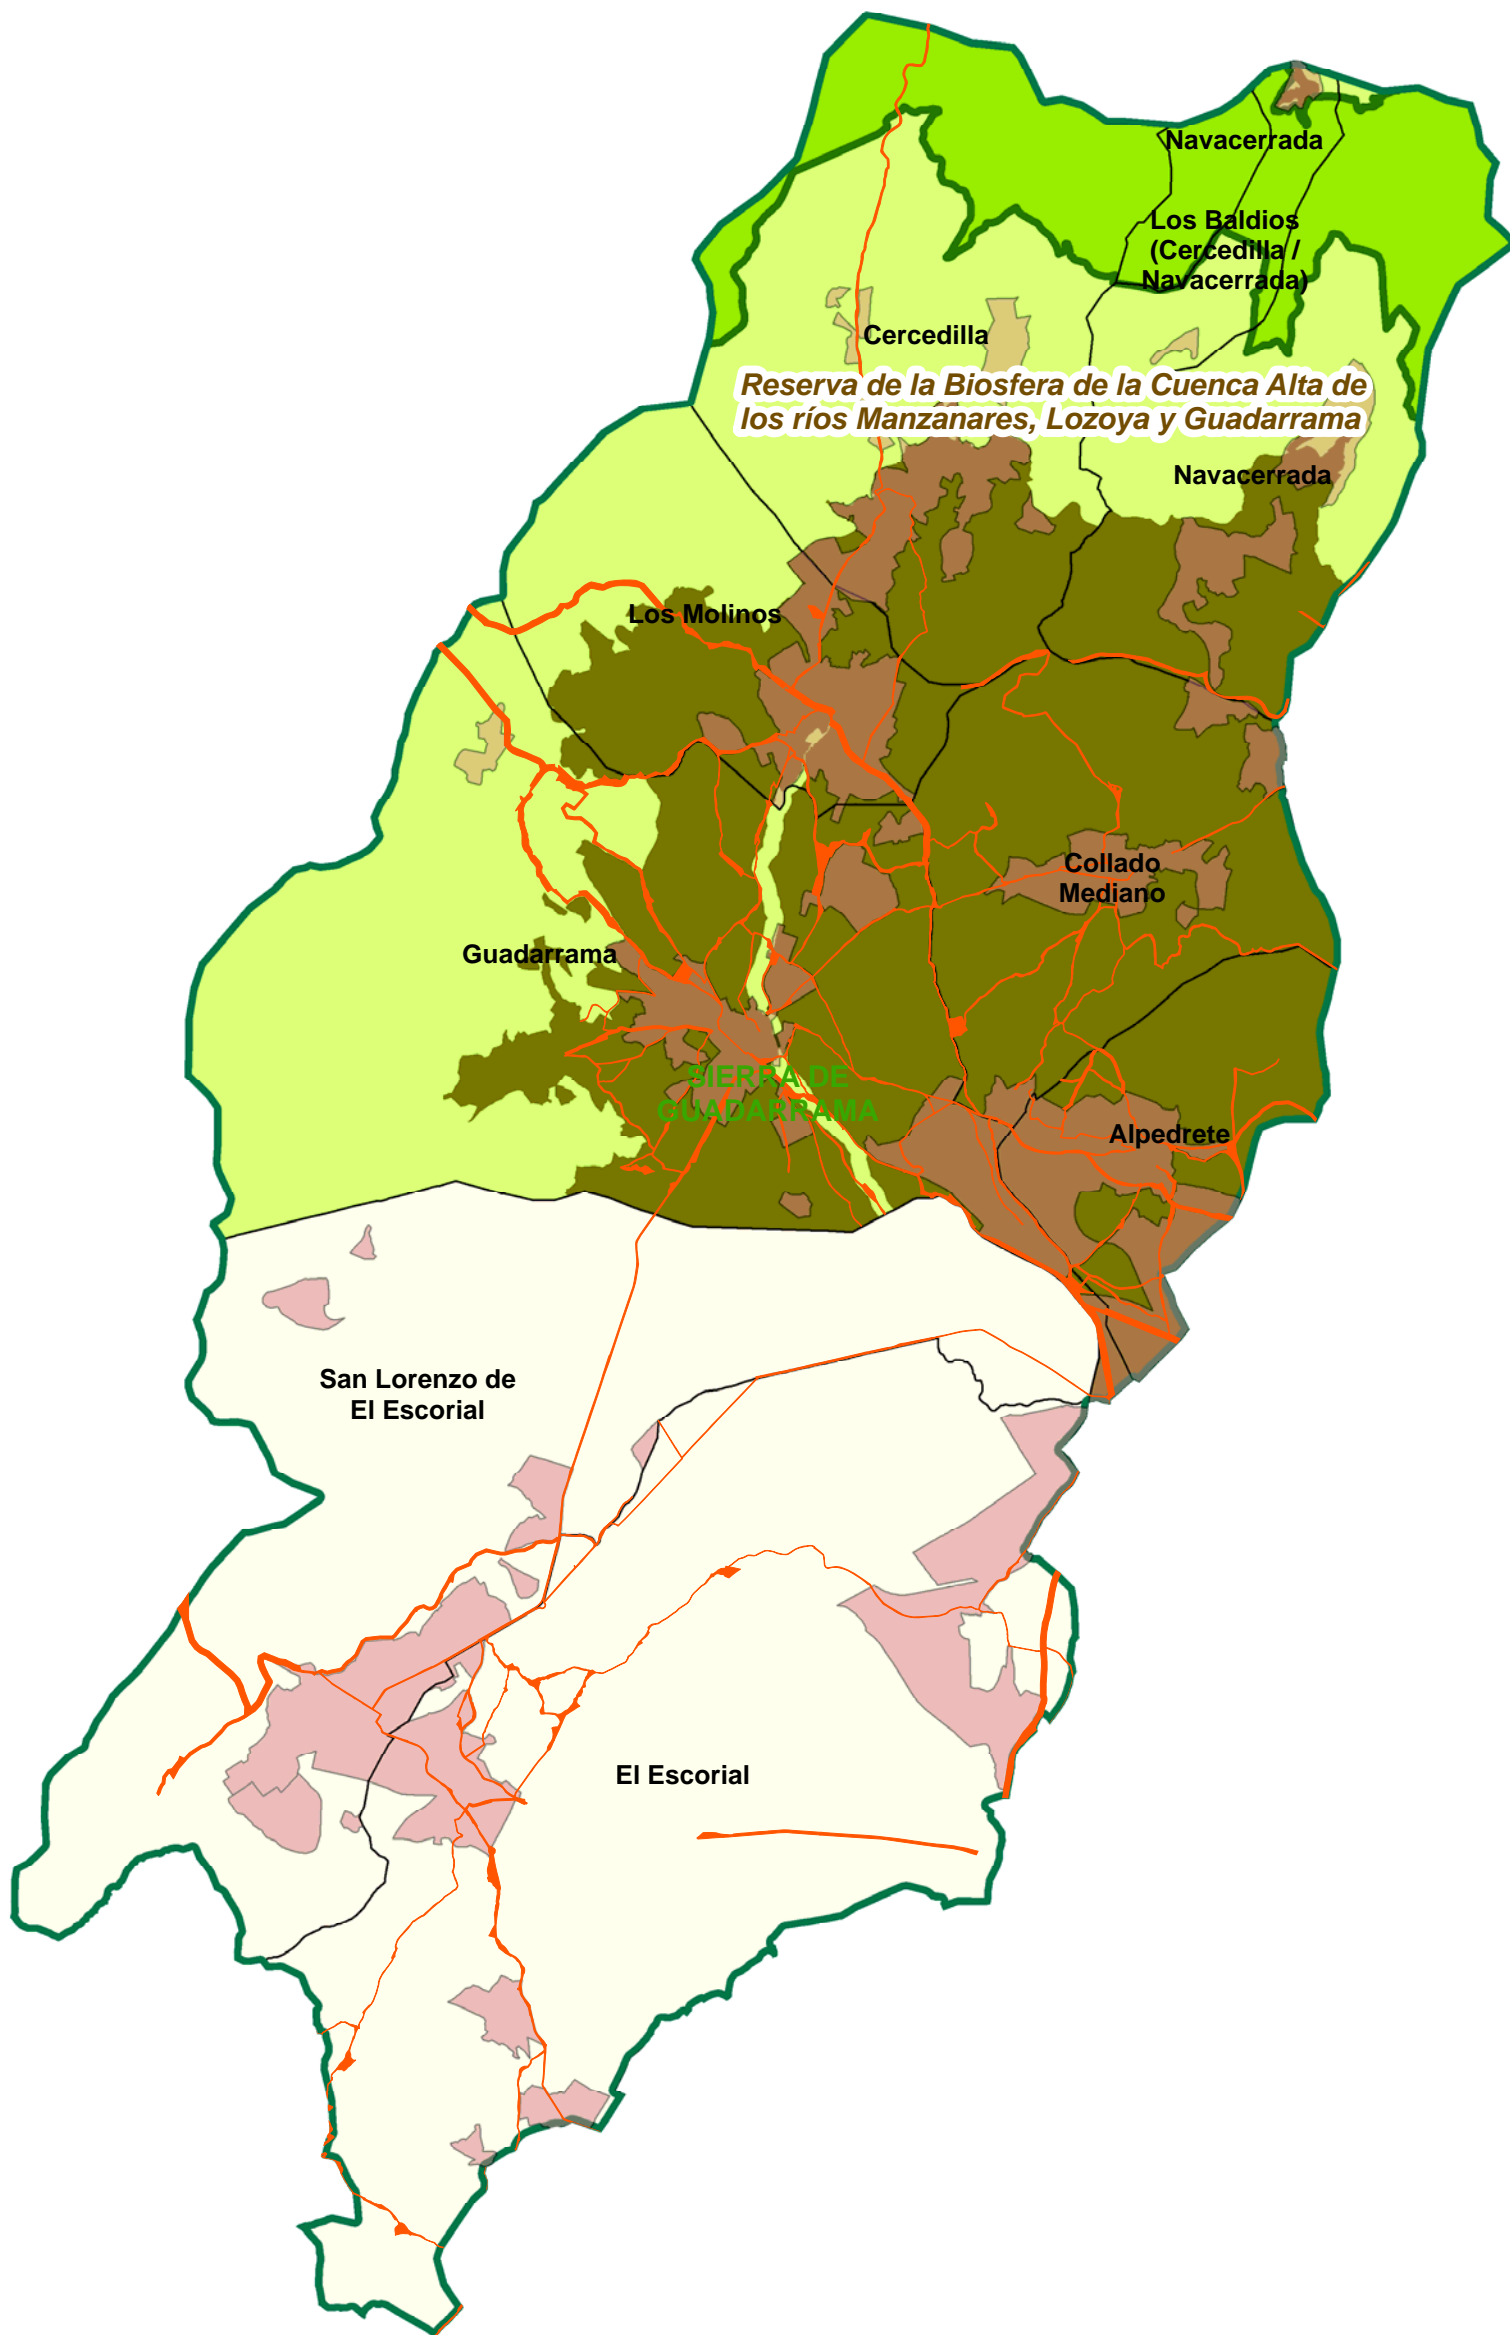 Navacerrada
Los Baldios
(Cercedilla /
Navacerrada)
Cercedilla
Reserva de la Biosfera de la Cuenca Alta de
los ríos Manzanares, Lozoya y Guadarrama
Navacerrada
Los Molinos
Collado
Mediano
Guadarrama
SIERRA DE
GUADARRAMA
Alpedrete
San Lorenzo de
El Escorial
El Escorial